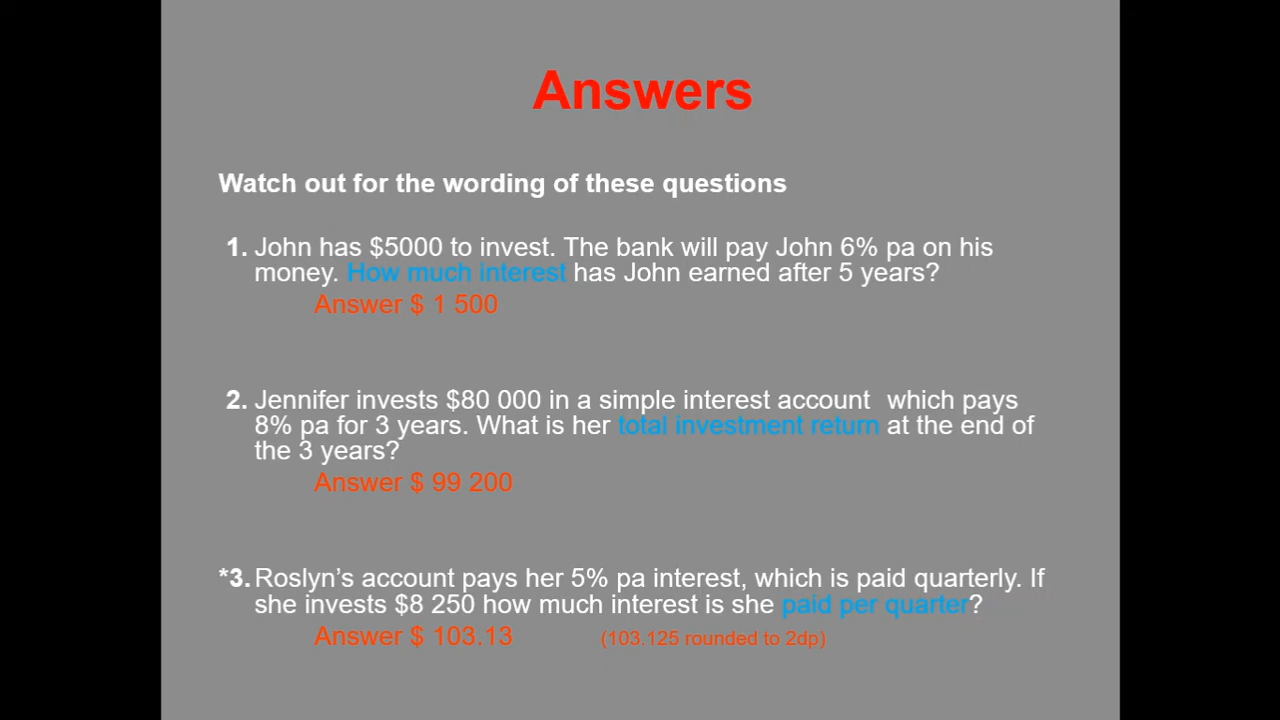 Answers
Watch out for the wording of these questions
1. John has $5000 to invest. The bank will pay John 6% pa on his
money. How much interest has John earned after 5 years?
Answer $ 1 500
2. Jennifer invests $80 000 in a simple interest account which pays
8% pa for 3 years. What is her total investment return at the end of
the 3 years?
Answer $ 99 200
*3. Roslyn’s account pays her 5% pa interest, which is paid quarterly. If
she invests $8 250 how much interest is she paid per quarter?
Answer $ 103.13 (103.125 rounded to 2dp)